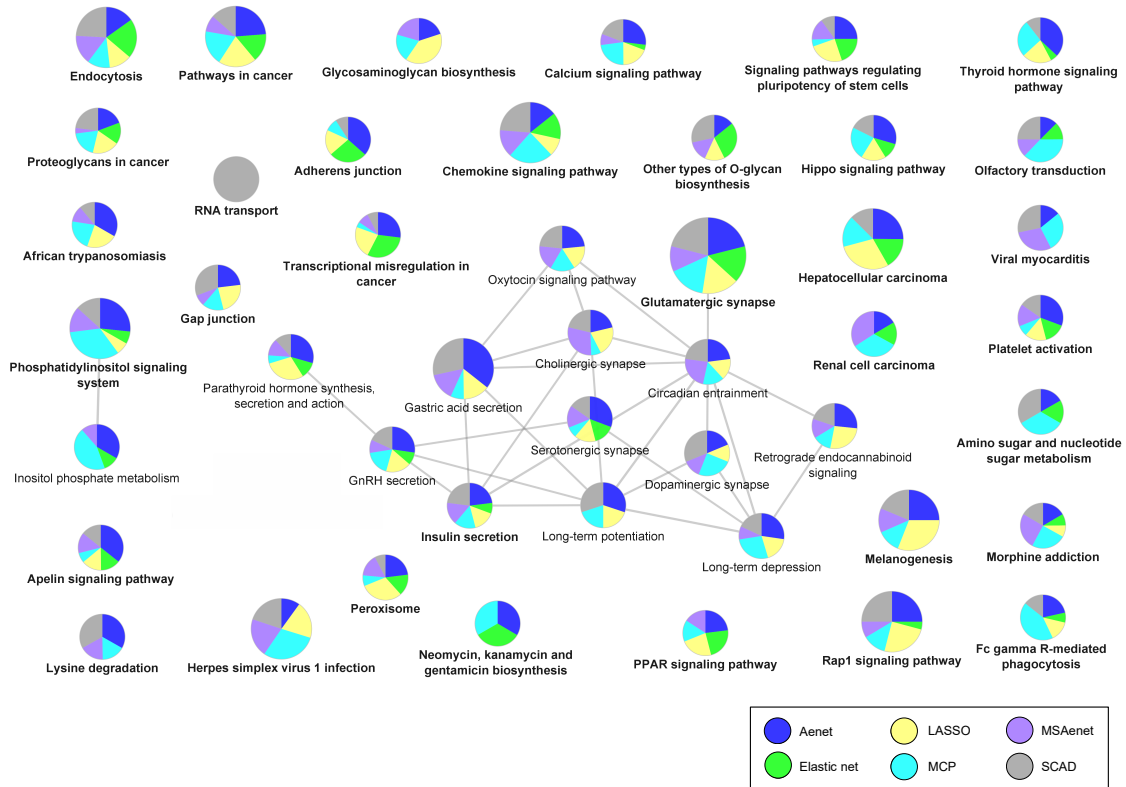 Endocytosis
Pathways in cancer
Glycosaminoglycan biosynthesis
Calcium signaling pathway
Signaling pathways regulating
pluripotency of stem cells
Thyroid hormone signaling
pathway
Proteoglycans in cancer
RNA transport
Adherens junction
Chemokine signaling pathway
Other types of O-glycan
biosynthesis
Hippo signaling pathway
Olfactory transduction
African trypanosomiasis
Gap junction
Transcriptional misregulation in
cancer
Oxytocin signaling pathway
Glutamatergic synapse
Hepatocellular carcinoma
Viral myocarditis
Phosphatidylinositol signaling
system
Parathyroid hormone synthesis,
secretion and action
Gastric acid secretion
Cholinergic synapse
Circadian entrainment
Renal cell carcinoma
Platelet activation
Inositol phosphate metabolism
GnRH secretion
Serotonergic synapse
Dopaminergic synapse
Retrograde endocannabinoid
signaling
Amino sugar and nucleotide
sugar metabolism
Apelin signaling pathway
Insulin secretion
Long-term potentiation
Long-term depression
Melanogenesis
Morphine addiction
Lysine degradation
Herpes simplex virus 1 infection
Peroxisome
Neomycin, kanamycin and
gentamicin biosynthesis
PPAR signaling pathway
Rap1 signaling pathway
Fc gamma R-mediated
phagocytosis
Aenet
LASSO
MSAenet
Elastic net
MCP
SCAD